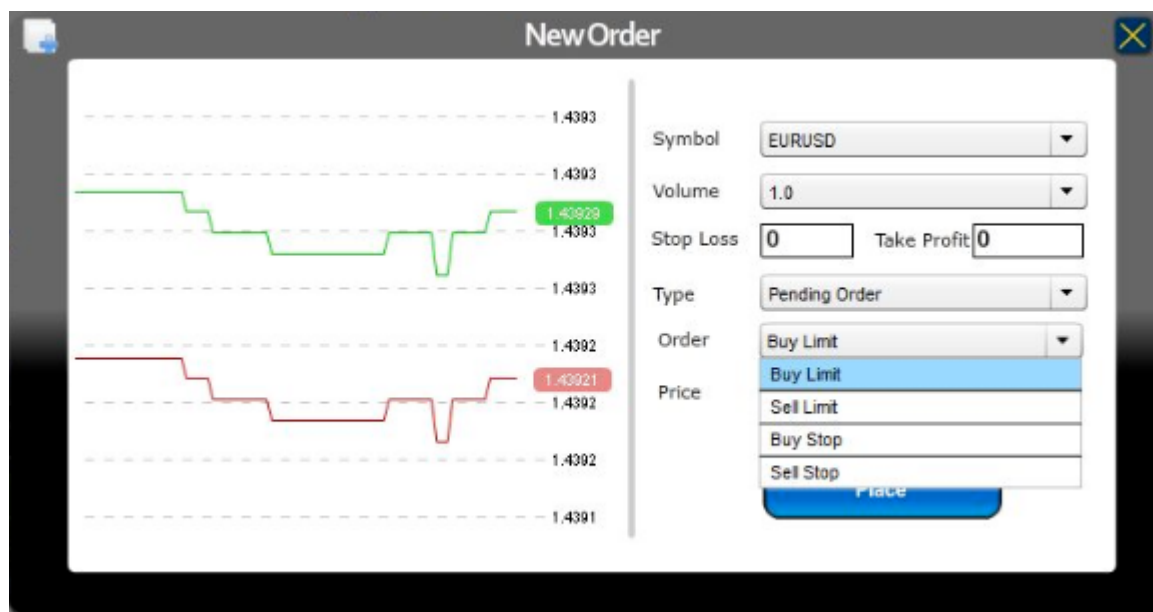 New Order
1.4393
1.4393
1.43929
1.4393
1.4393
1.4392
1.43921
1.4392
1.4392
1.4391
Symbol EURUSD
Volume 1.0
Stop Loss 0 Take Profit 0
Type Pending Order
Order Buy Limit
Buy Limit
Price
Sell Limit
Buy Stop
Sell Stop
Place